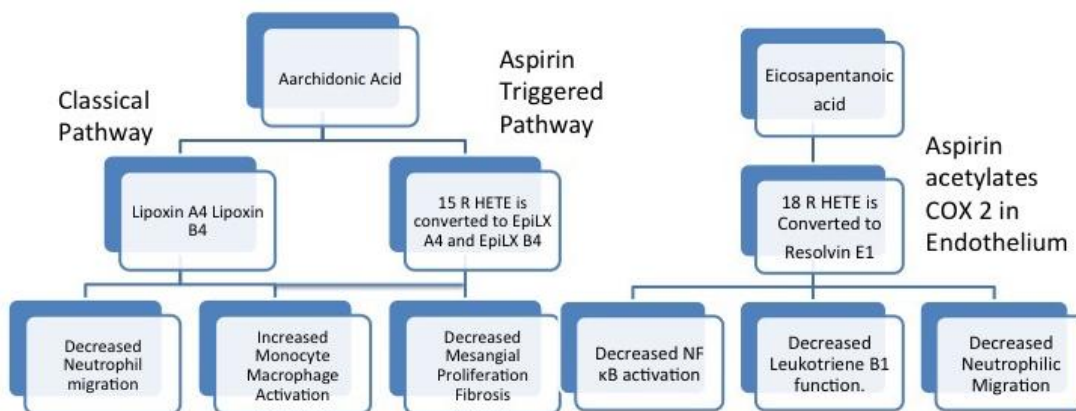 Aarchidonic Acid
Classical
Pathway
Aspirin
Triggered
Pathway
Eicosapentanoic
acid
Lipoxin A4 Lipoxin
B4
15 R HETE is
converted to EpiLX
A4 and EpiLX B4
18 R HETE is
Converted to
Resolvin E1
Aspirin
acetylates
COX 2 in
Endothelium
Decreased
Neutrophil
migration
Increased
Monocyte
Macrophage
Activation
Decreased
Mesangial
Proliferation
Fibrosis
Decreased NF
κB activation
Decreased
Leukotriene B1
function.
Decreased
Neutrophilic
Migration